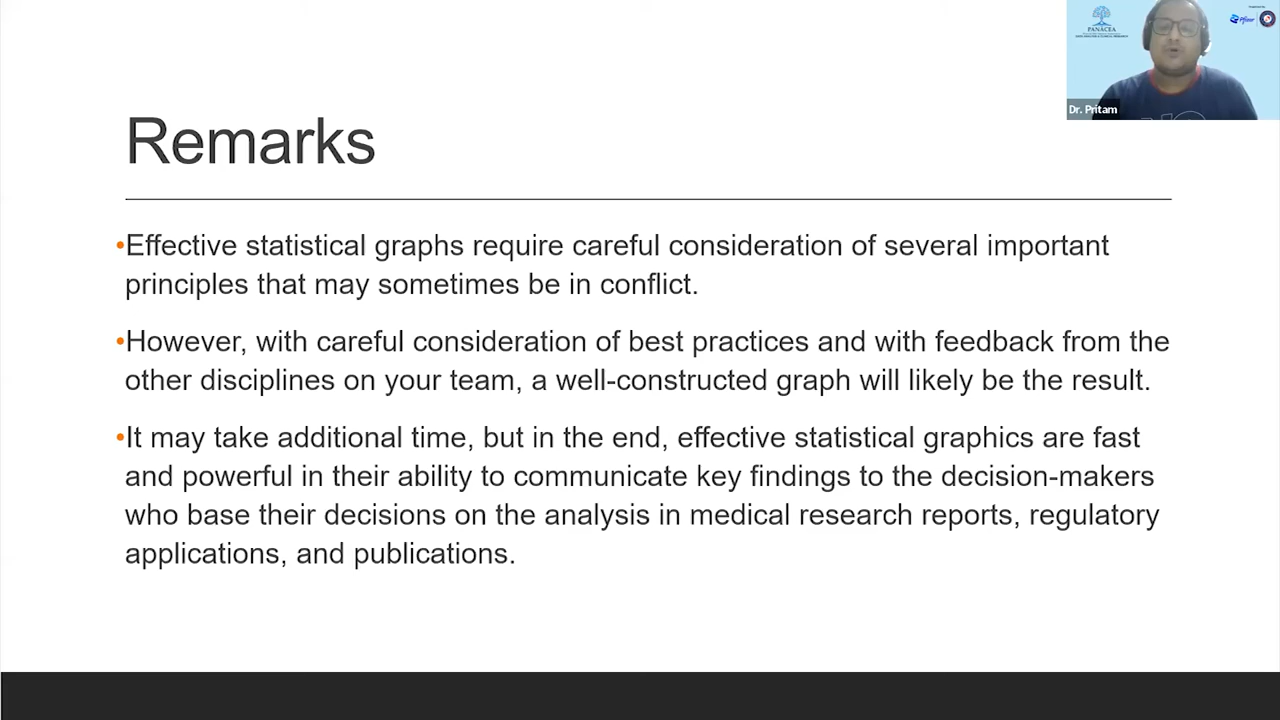 PANACEA
Pfizer
Dr. Pritam
Remarks
•Effective statistical graphs require careful consideration of several important
principles that may sometimes be in conflict.
•However, with careful consideration of best practices and with feedback from the
other disciplines on your team, a well-constructed graph will likely be the result.
•It may take additional time, but in the end, effective statistical graphics are fast
and powerful in their ability to communicate key findings to the decision-makers
who base their decisions on the analysis in medical research reports, regulatory
applications, and publications.